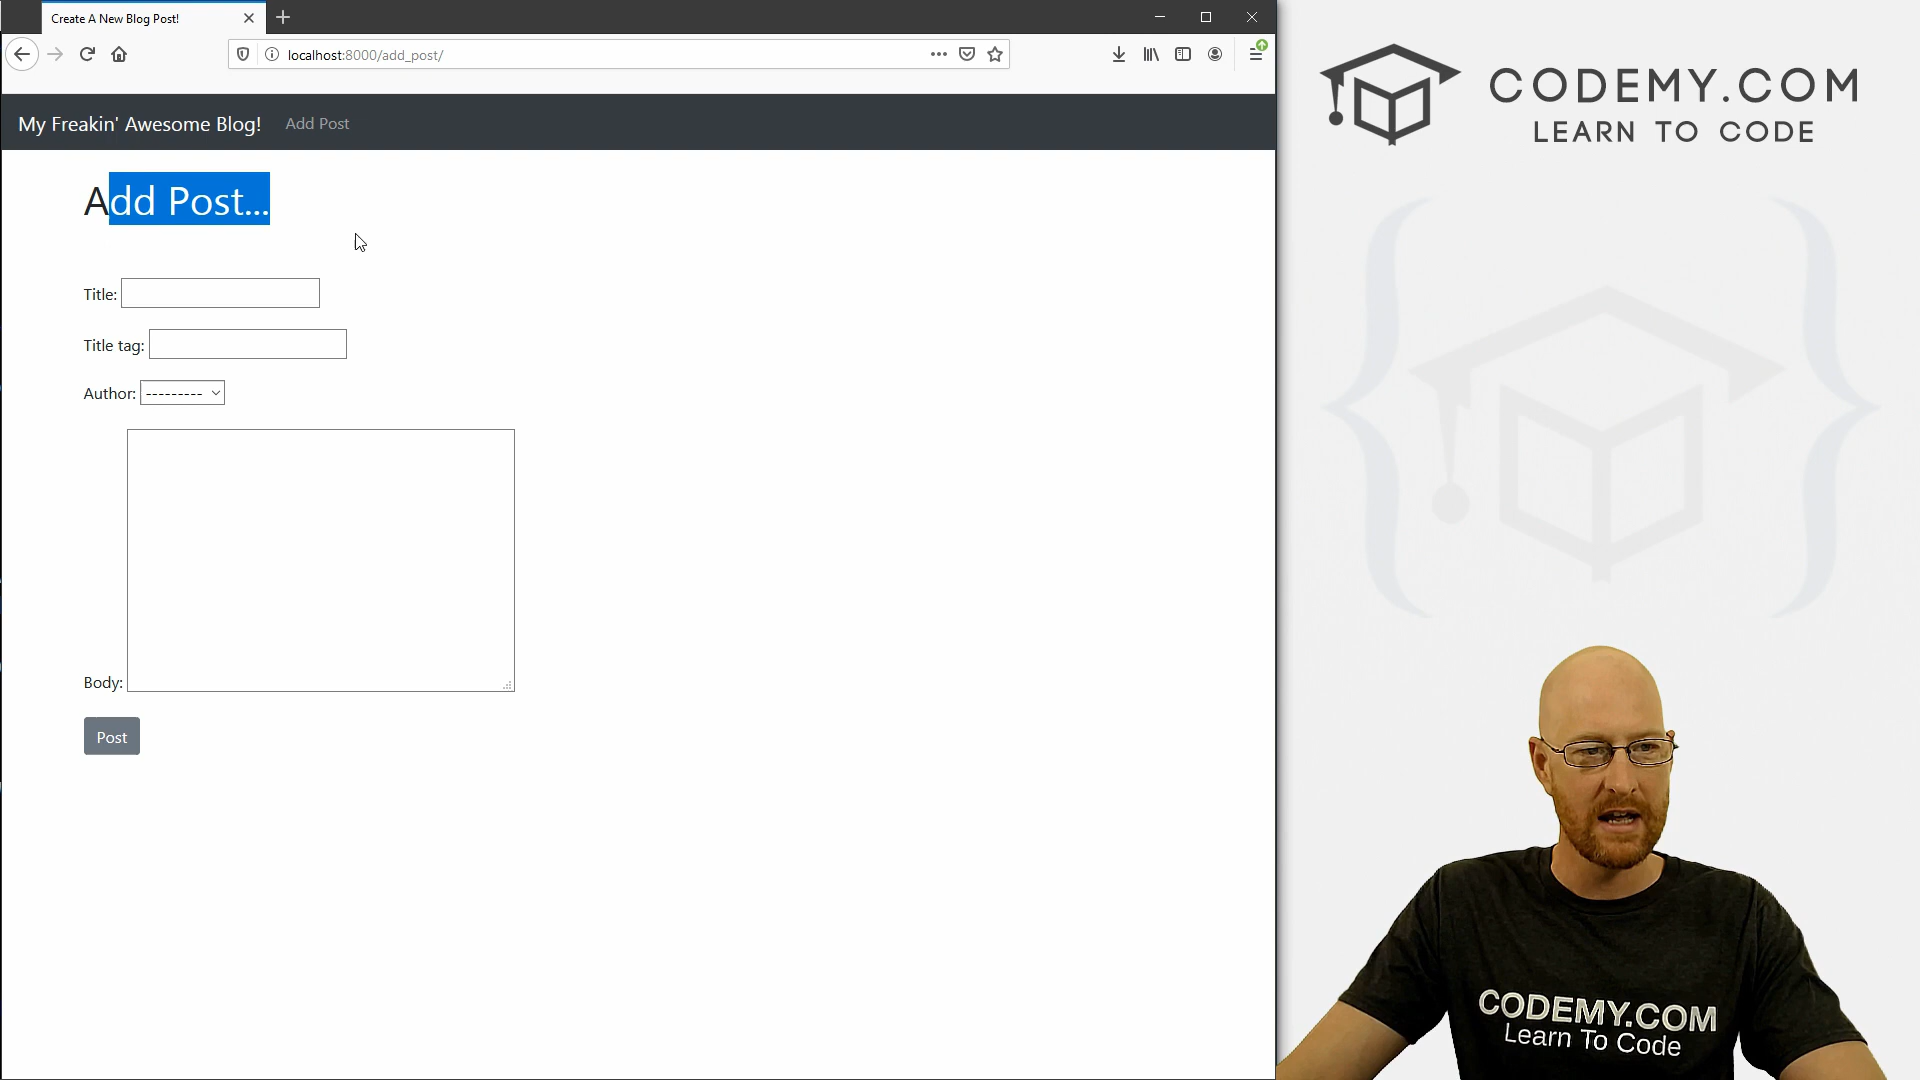 Create A New Blog Post!
localhost:8000/add_post/
CODEMY.COM
LEARN TO CODE
My Freakin' Awesome Blog! Add Post
Add Post...
Title:
Title tag:
Author: ---------
Body:
Post
CODEMY.COM
Learn To Code